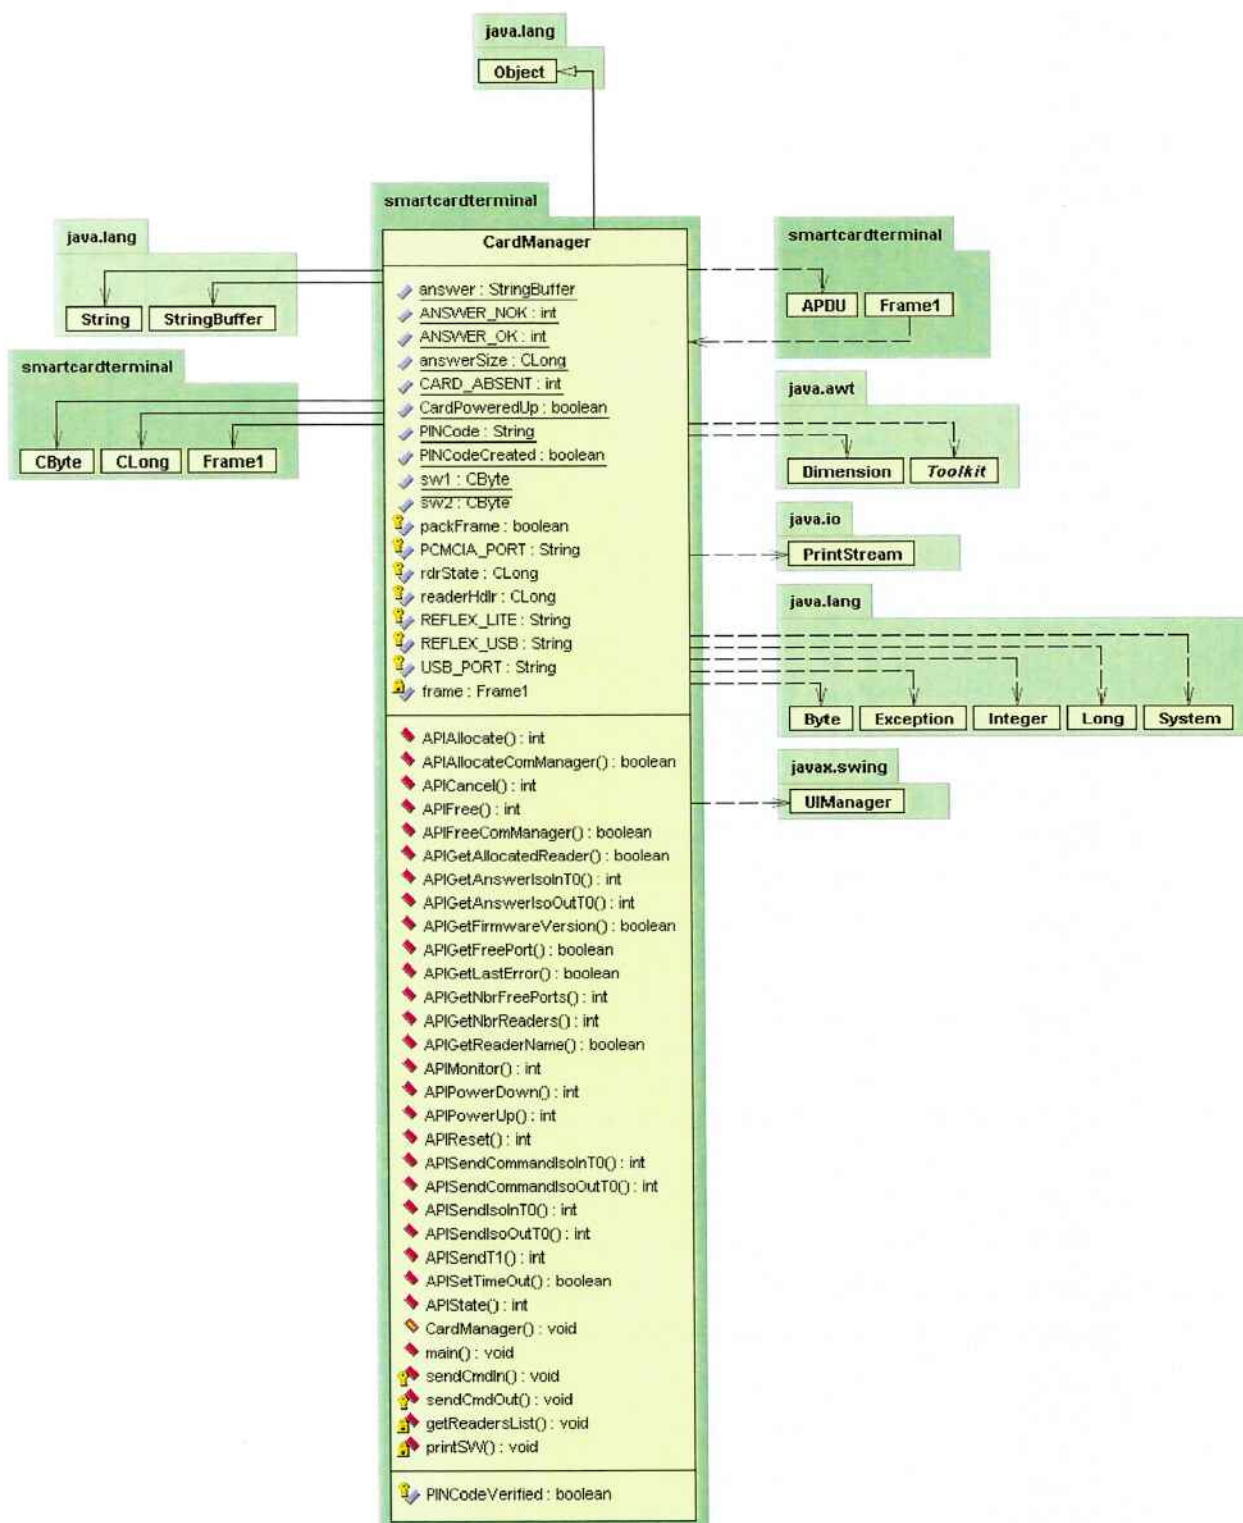 java.lang
Object
smartcardterminal
CardManager
answer : StringBuffer
ANSWER_NOK : int
ANSWER_OK : int
answerSize : CLong
CARD_ABSENT : int
CardPoweredUp : boolean
PINCode : String
PINCodeCreated : boolean
sw1 : CByte
sw2 : CByte
packFrame : boolean
PCMCIA_PORT : String
rdrState : CLong
readerHdlr : CLong
REFLEX_LITE : String
REFLEX_USB : String
USB_PORT : String
frame : Frame1
APIAllocate() : int
APIAllocateComManager() : boolean
APICancel() : int
APIFree() : int
APIFreeComManager() : boolean
APIGetAllocatedReader() : boolean
APIGetAnswerIsoInT0() : int
APIGetAnswerIsoOutT0() : int
APIGetFirmwareVersion() : boolean
APIGetFreePort() : boolean
APIGetLastError() : boolean
APIGetNbrFreePorts() : int
APIGetNbrReaders() : int
APIGetReaderName() : boolean
APIMonitor() : int
APIPowerDown() : int
APIPowerUp() : int
APIReset() : int
APISendCommandIsoInT0() : int
APISendCommandIsoOutT0() : int
APISendIsoInT0() : int
APISendIsoOutT0() : int
APISendT1() : int
APISetTimeOut() : boolean
APIState() : int
CardManager() : void
main() : void
sendCmdIn() : void
sendCmdOut() : void
getReadersList() : void
printSW() : void
PINCodeVerified : boolean
java.lang
String StringBuffer
smartcardterminal
CByte CLong Frame1
smartcardterminal
APDU Frame1
java.awt
Dimension Toolkit
java.io
PrintStream
java.lang
Byte Exception Integer Long System
javax.swing
UIManager